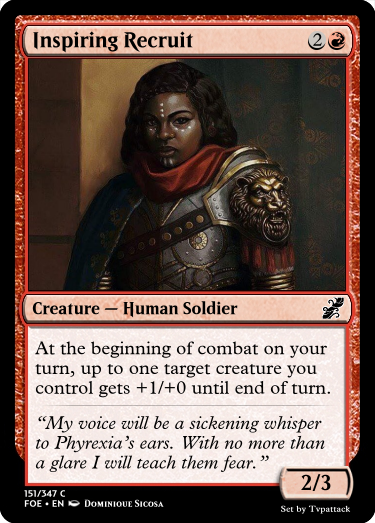 Inspiring Recruit 2
Creature — Human Soldier
At the beginning of combat on your
turn, up to one target creature you
control gets +1/+0 until end of turn.
“My voice will be a sickening whisper
to Phyrexia’s ears. With no more than
a glare I will teach them fear.”
2/3
151/347 C
FOE • EN Dominique Sicosa
Set by Tvpattack